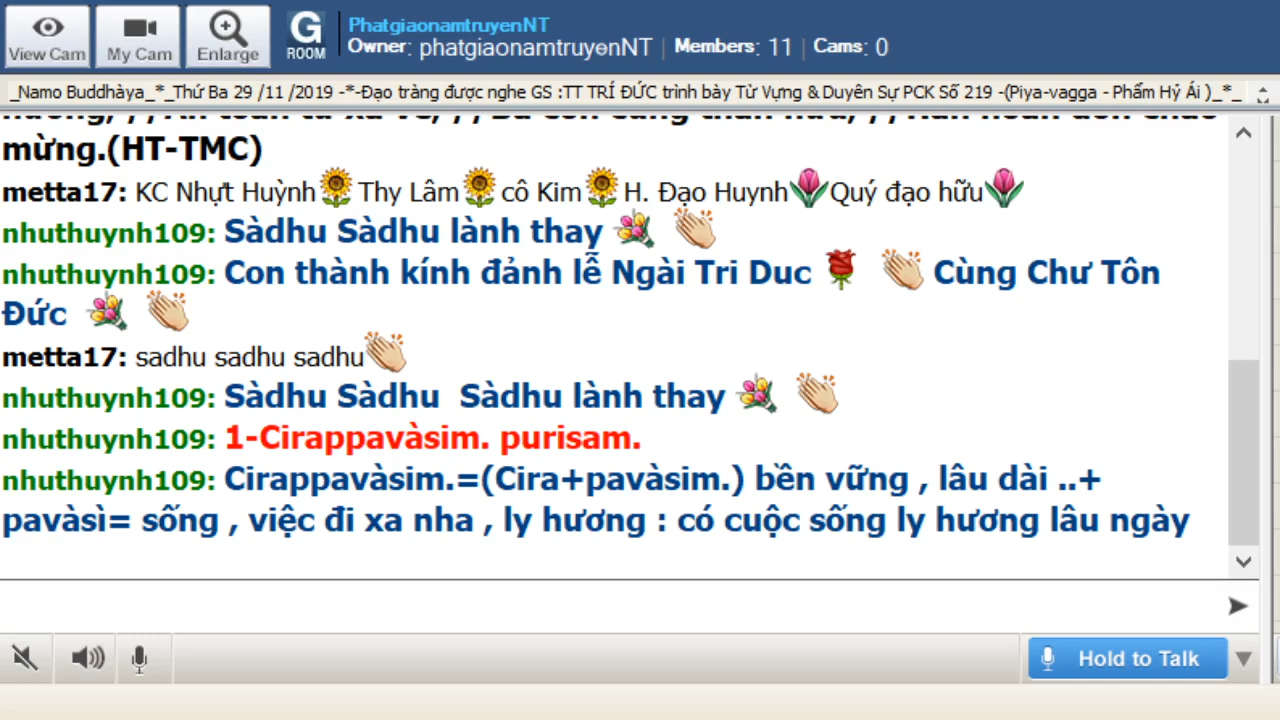 View Cam
My Cam
Enlarge
G
ROOM
PhatgiaonamtruyenNT
Owner: phatgiaonamtruyenNT | Members: 11 | Cams: 0
_Namo Buddhàya_*_Thứ Ba 29 /11 /2019 -*-Đạo tràng được nghe GS :TT TRÍ ĐỨC trình bày Từ Vựng & Duyên Sự PCK Số 219 -(Piya-vagga - Phẩm Hỷ Ái )_*_
mừng.(HT-TMC)
metta17: KC Nhựt Huỳnh Thy Lâm cô Kim H. Đạo Huynh Quý đạo hữu
nhuthuynh109: Sàdhu Sàdhu lành thay
nhuthuynh109: Con thành kính đảnh lễ Ngài Tri Duc Cùng Chư Tôn
Đức
metta17: sadhu sadhu sadhu
nhuthuynh109: Sàdhu Sàdhu Sàdhu lành thay
nhuthuynh109: 1-Cirappavàsim. purisam.
nhuthuynh109: Cirappavàsim.=(Cira+pavàsim.) bền vững , lâu dài ..+
pavàsì= sống , việc đi xa nha , ly hương : có cuộc sống ly hương lâu ngày
Hold to Talk